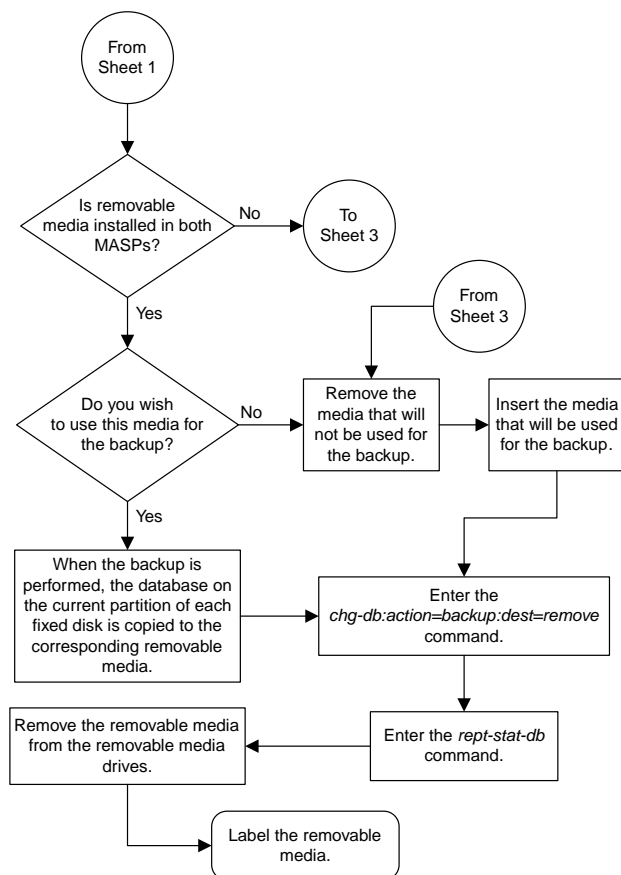 From
Sheet 1
Is removable
media installed in both
MASPs?
No
To
Sheet 3
Yes
From
Sheet 3
Do you wish
to use this media for
the backup?
No
Remove the
media that will
not be used for
the backup.
Insert the media
that will be used
for the backup.
Yes
When the backup is
performed, the database on
the current partition of each
fixed disk is copied to the
corresponding removable
media.
Enter the
chg-db:action=backup:dest=remove
command.
Enter the rept-stat-db
command.
Remove the removable media
from the removable media
drives.
Label the removable
media.